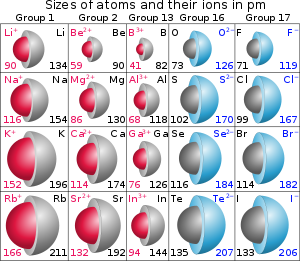 Sizes of atoms and their ions in pm
Group 1 Group 2 Group 13 Group 16 Group 17
Li⁺ Li Be²⁺ Be B³⁺ B O O²⁻ F F⁻
90 134 59 90 41 82 73 126 71 119
Na⁺ Na Mg²⁺ Mg Al³⁺ Al S S²⁻ Cl Cl⁻
116 154 86 130 68 118 102 170 99 167
K⁺ K Ca²⁺ Ca Ga³⁺ Ga Se Se²⁻ Br Br⁻
152 196 114 174 76 126 116 184 114 182
Rb⁺ Rb Sr²⁺ Sr In³⁺ In Te Te²⁻ I I⁻
166 211 132 192 94 144 135 207 133 206